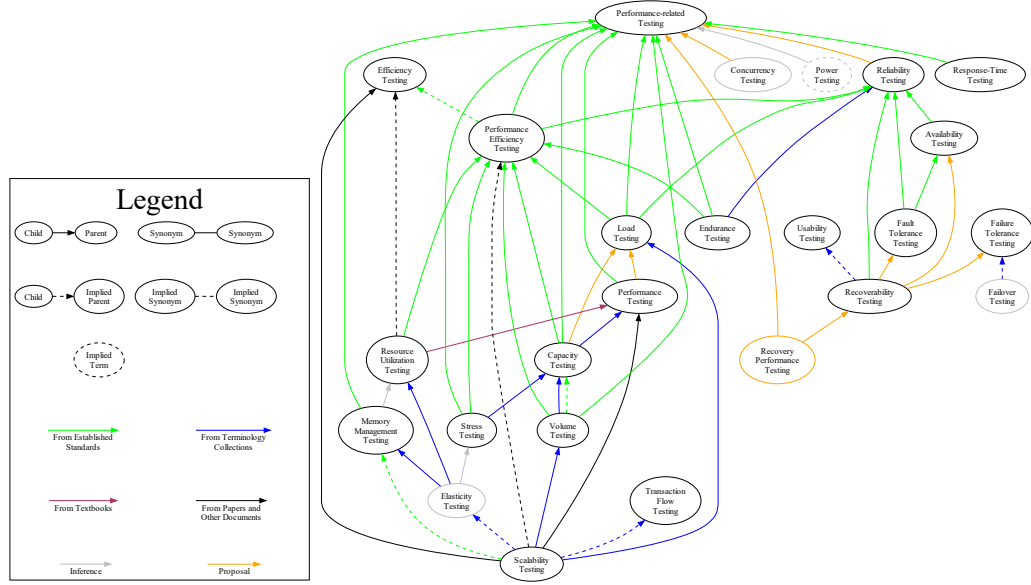 Performance-related
Testing
Efficiency
Testing
Concurrency
Testing
Power
Testing
Reliability
Testing
Response-Time
Testing
Performance
Efficiency
Testing
Availability
Testing
Legend
Child
Parent
Synonym
Synonym
Load
Testing
Endurance
Testing
Usability
Testing
Fault
Tolerance
Testing
Failure
Tolerance
Testing
Child
Implied
Parent
Implied
Synonym
Implied
Synonym
Performance
Testing
Recoverability
Testing
Failover
Testing
Implied
Term
Resource
Utilization
Testing
Capacity
Testing
Recovery
Performance
Testing
From Established
Standards
From Terminology
Collections
Memory
Management
Testing
Stress
Testing
Volume
Testing
From Textbooks
From Papers and
Other Documents
Elasticity
Testing
Transaction
Flow
Testing
Inference
Proposal
Scalability
Testing